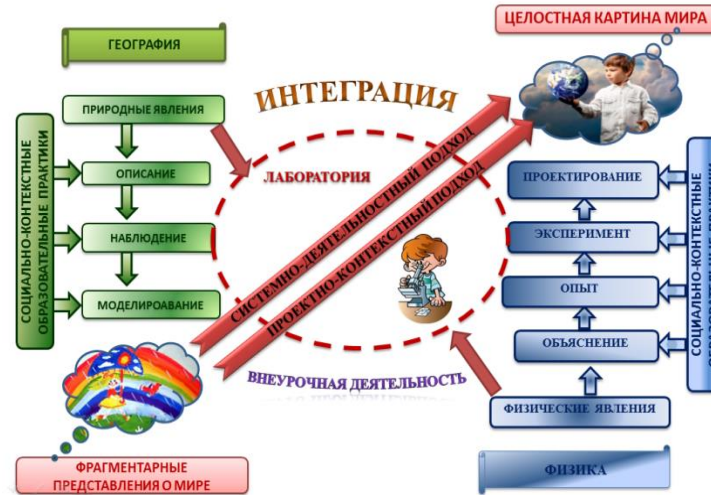 ГЕОГРАФИЯ
ЦЕЛОСТНАЯ КАРТИНА МИРА
ИНТЕГРАЦИЯ
ПРИРОДНЫЕ ЯВЛЕНИЯ
ОПИСАНИЕ
НАБЛЮДЕНИЕ
МОДЕЛИРОАВАНИЕ
СОЦИАЛЬНО-КОНТЕКСТНЫЕ
ОБРАЗОВАТЕЛЬНЫЕ ПРАКТИКИ
ЛАБОРАТОРИЯ
СИСТЕМНО-ДЕЯТЕЛЬНОСТНЫЙ ПОДХОД
ПРОЕКТНО-КОНТЕКСТНЫЙ ПОДХОД
ПРОЕКТИРОВАНИЕ
ЭКСПЕРИМЕНТ
ОПЫТ
ОБЪЯСНЕНИЕ
ФИЗИЧЕСКИЕ ЯВЛЕНИЯ
СОЦИАЛЬНО-КОНТЕКСТНЫЕ
ВНЕУРОЧНАЯ ДЕЯТЕЛЬНОСТЬ
ФРАГМЕНТАРНЫЕ
ПРЕДСТАВЛЕНИЯ О МИРЕ
ФИЗИКА